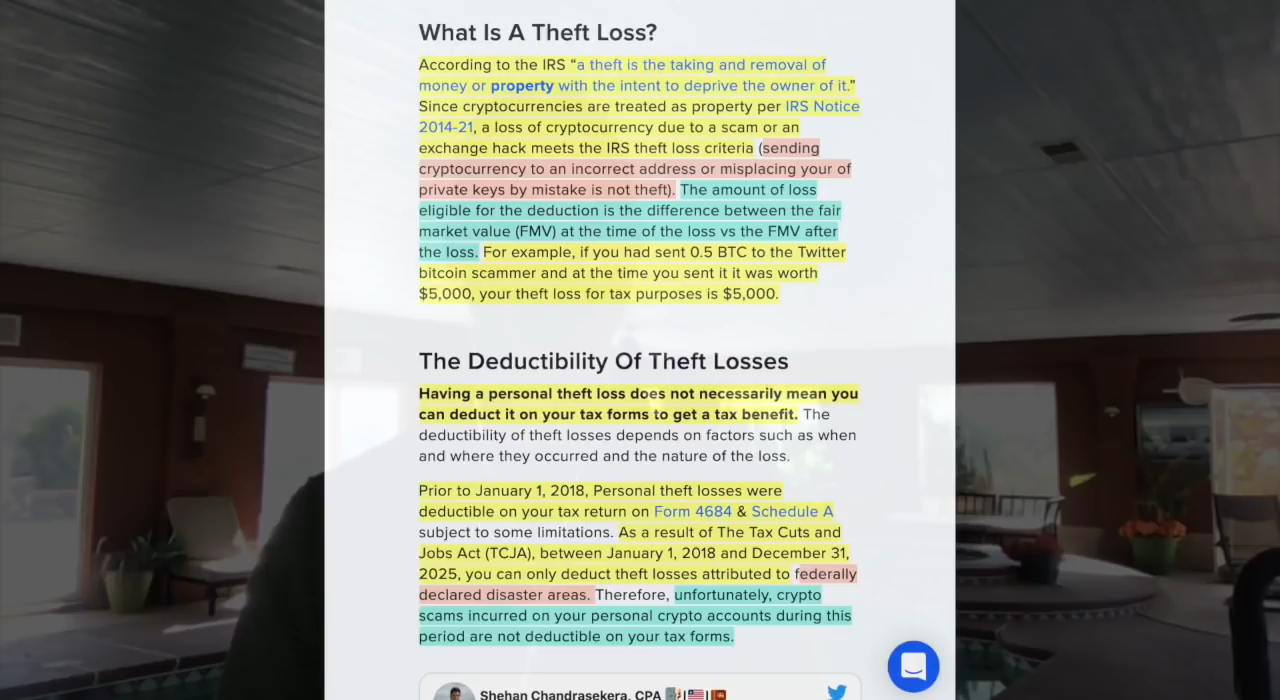 What Is A Theft Loss?
According to the IRS “a theft is the taking and removal of
money or property with the intent to deprive the owner of it.”
Since cryptocurrencies are treated as property per IRS Notice
2014-21, a loss of cryptocurrency due to a scam or an
exchange hack meets the IRS theft loss criteria (sending
cryptocurrency to an incorrect address or misplacing your of
private keys by mistake is not theft). The amount of loss
eligible for the deduction is the difference between the fair
market value (FMV) at the time of the loss vs the FMV after
the loss. For example, if you had sent 0.5 BTC to the Twitter
bitcoin scammer and at the time you sent it it was worth
$5,000, your theft loss for tax purposes is $5,000.
The Deductibility Of Theft Losses
Having a personal theft loss does not necessarily mean you
can deduct it on your tax forms to get a tax benefit. The
deductibility of theft losses depends on factors such as when
and where they occurred and the nature of the loss.
Prior to January 1, 2018, Personal theft losses were
deductible on your tax return on Form 4684 & Schedule A
subject to some limitations. As a result of The Tax Cuts and
Jobs Act (TCJA), between January 1, 2018 and December 31,
2025, you can only deduct theft losses attributed to federally
declared disaster areas. Therefore, unfortunately, crypto
scams incurred on your personal crypto accounts during this
period are not deductible on your tax forms.
Shehan Chandrasekera, CPA